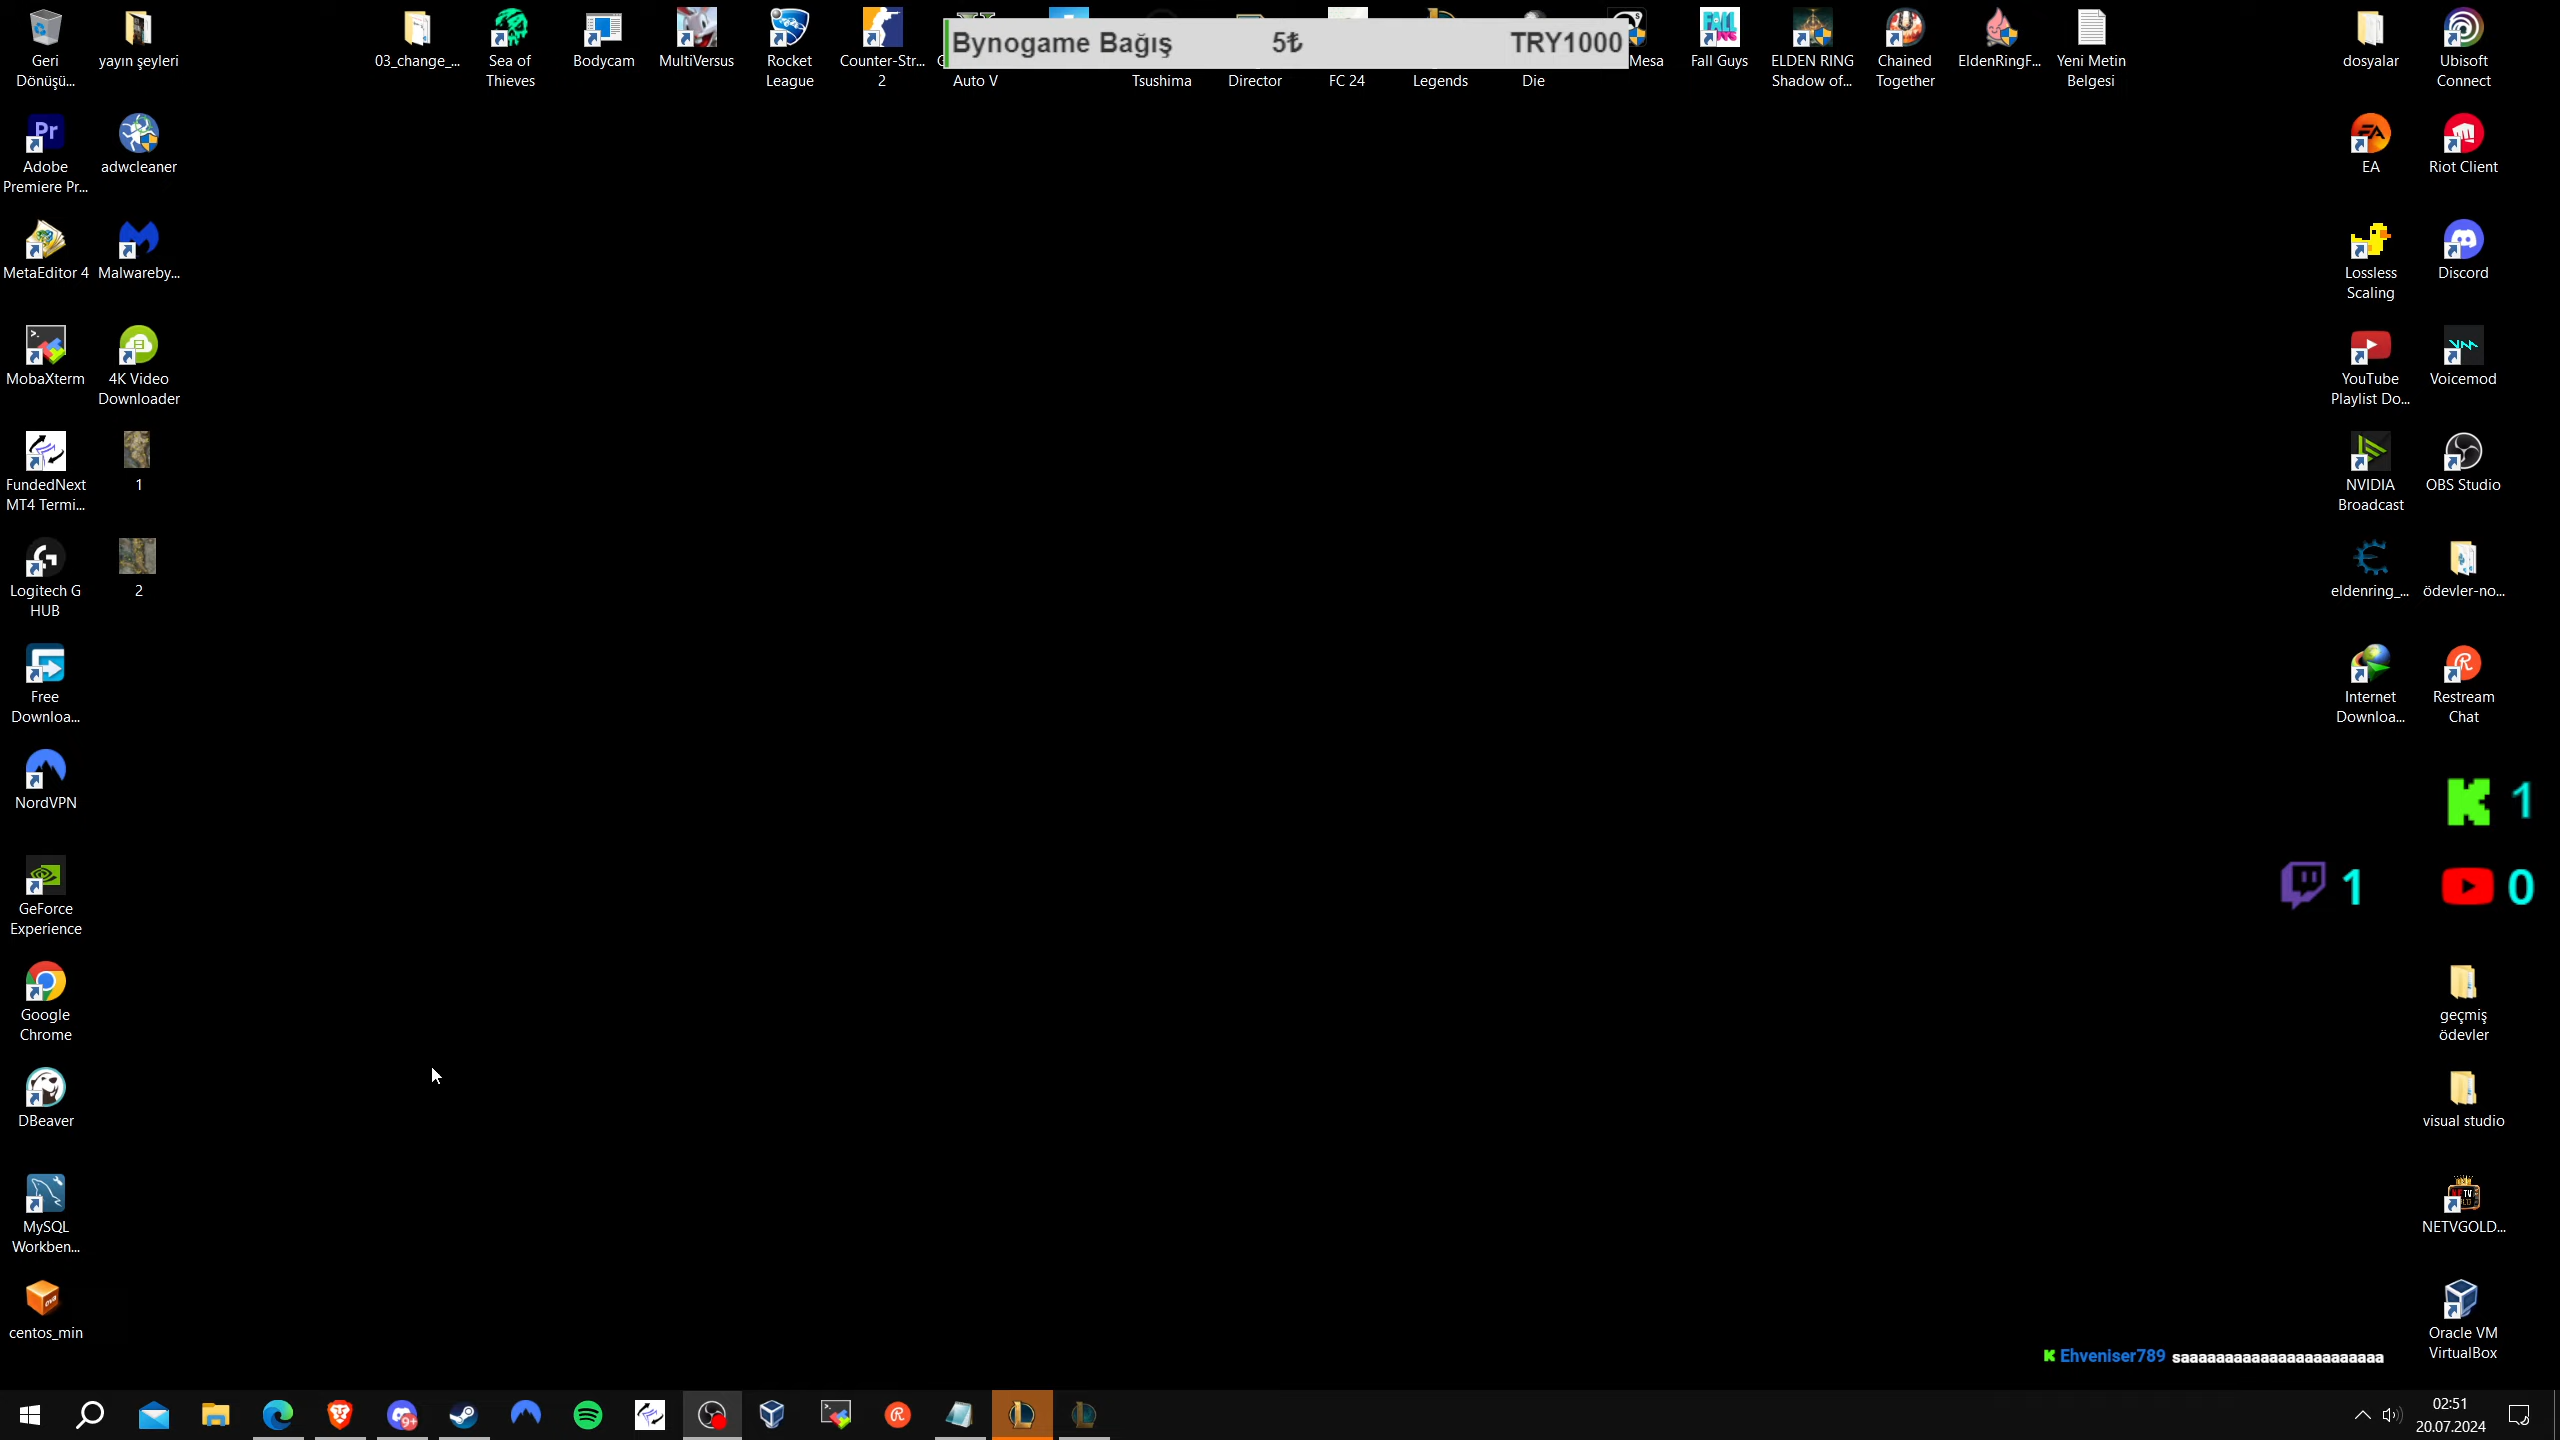 Geri
Dönüşü...
yayın şeyleri
03_change_...
Sea of
Thieves
Bodycam
MultiVersus
Rocket
League
Counter-Str...
2
Auto V
Bynogame Bağış 5₺ TRY1000
Tsushima
Director
FC 24
Legends
Die
Mesa
Fall Guys
ELDEN RING
Shadow of...
Chained
Together
EldenRingF...
Yeni Metin
Belgesi
dosyalar
Ubisoft
Connect
Adobe
Premiere Pr...
adwcleaner
EA
Riot Client
MetaEditor 4
Malwareby...
Lossless
Scaling
Discord
MobaXterm
4K Video
Downloader
YouTube
Playlist Do...
Voicemod
FundedNext
MT4 Termi...
1
NVIDIA
Broadcast
OBS Studio
Logitech G
HUB
2
eldenring_...
ödevler-no...
Free
Downloa...
Internet
Downloa...
Restream
Chat
NordVPN
1
GeForce
Experience
1
0
Google
Chrome
geçmiş
ödevler
DBeaver
visual studio
MySQL
Workben...
NETVGOLD...
centos_min
Oracle VM
VirtualBox
Ehveniser789 saaaaaaaaaaaaaaaaaaaaaaaa
9+
02:51
20.07.2024